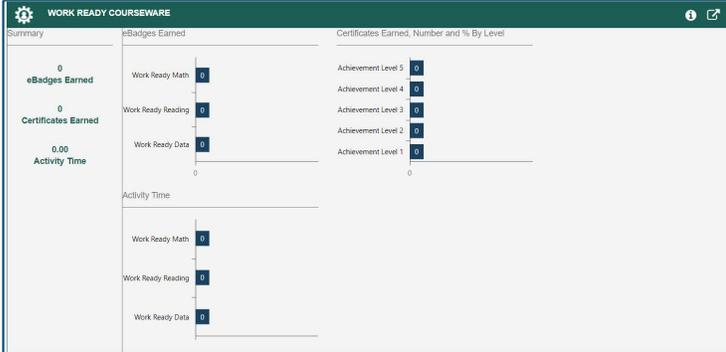 WORK READY COURSEWARE
Summary
0
eBadges Earned
0
Certificates Earned
0.00
Activity Time
eBadges Earned
Work Ready Math 0
Work Ready Reading 0
Work Ready Data 0
0
Certificates Earned, Number and % By Level
Achievement Level 5 0
Achievement Level 4 0
Achievement Level 3 0
Achievement Level 2 0
Achievement Level 1 0
0
Activity Time
Work Ready Math 0
Work Ready Reading 0
Work Ready Data 0